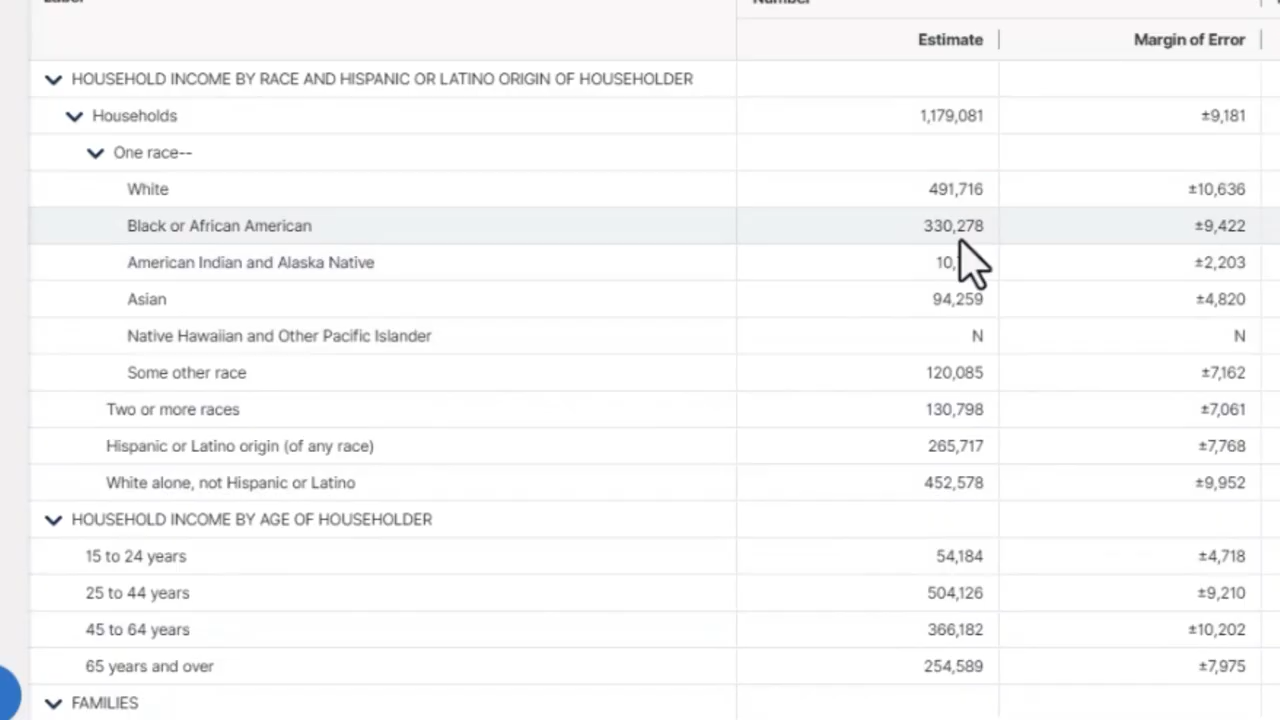 Label Number
Estimate Margin of Error
HOUSEHOLD INCOME BY RACE AND HISPANIC OR LATINO ORIGIN OF HOUSEHOLDER
Households 1,179,081 ±9,181
One race--
White 491,716 ±10,636
Black or African American 330,278 ±9,422
American Indian and Alaska Native 10, ±2,203
Asian 94,259 ±4,820
Native Hawaiian and Other Pacific Islander N N
Some other race 120,085 ±7,162
Two or more races 130,798 ±7,061
Hispanic or Latino origin (of any race) 265,717 ±7,768
White alone, not Hispanic or Latino 452,578 ±9,952
HOUSEHOLD INCOME BY AGE OF HOUSEHOLDER
15 to 24 years 54,184 ±4,718
25 to 44 years 504,126 ±9,210
45 to 64 years 366,182 ±10,202
65 years and over 254,589 ±7,975
FAMILIES